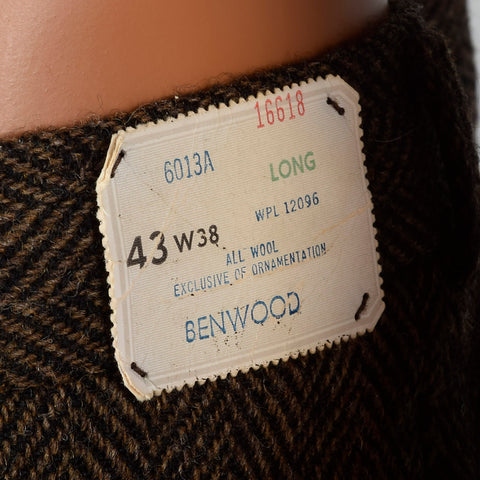 16618
6013A LONG
WPL 12096
43 W38
ALL WOOL
EXCLUSIVE OF ORNAMENTATION
BENWOOD